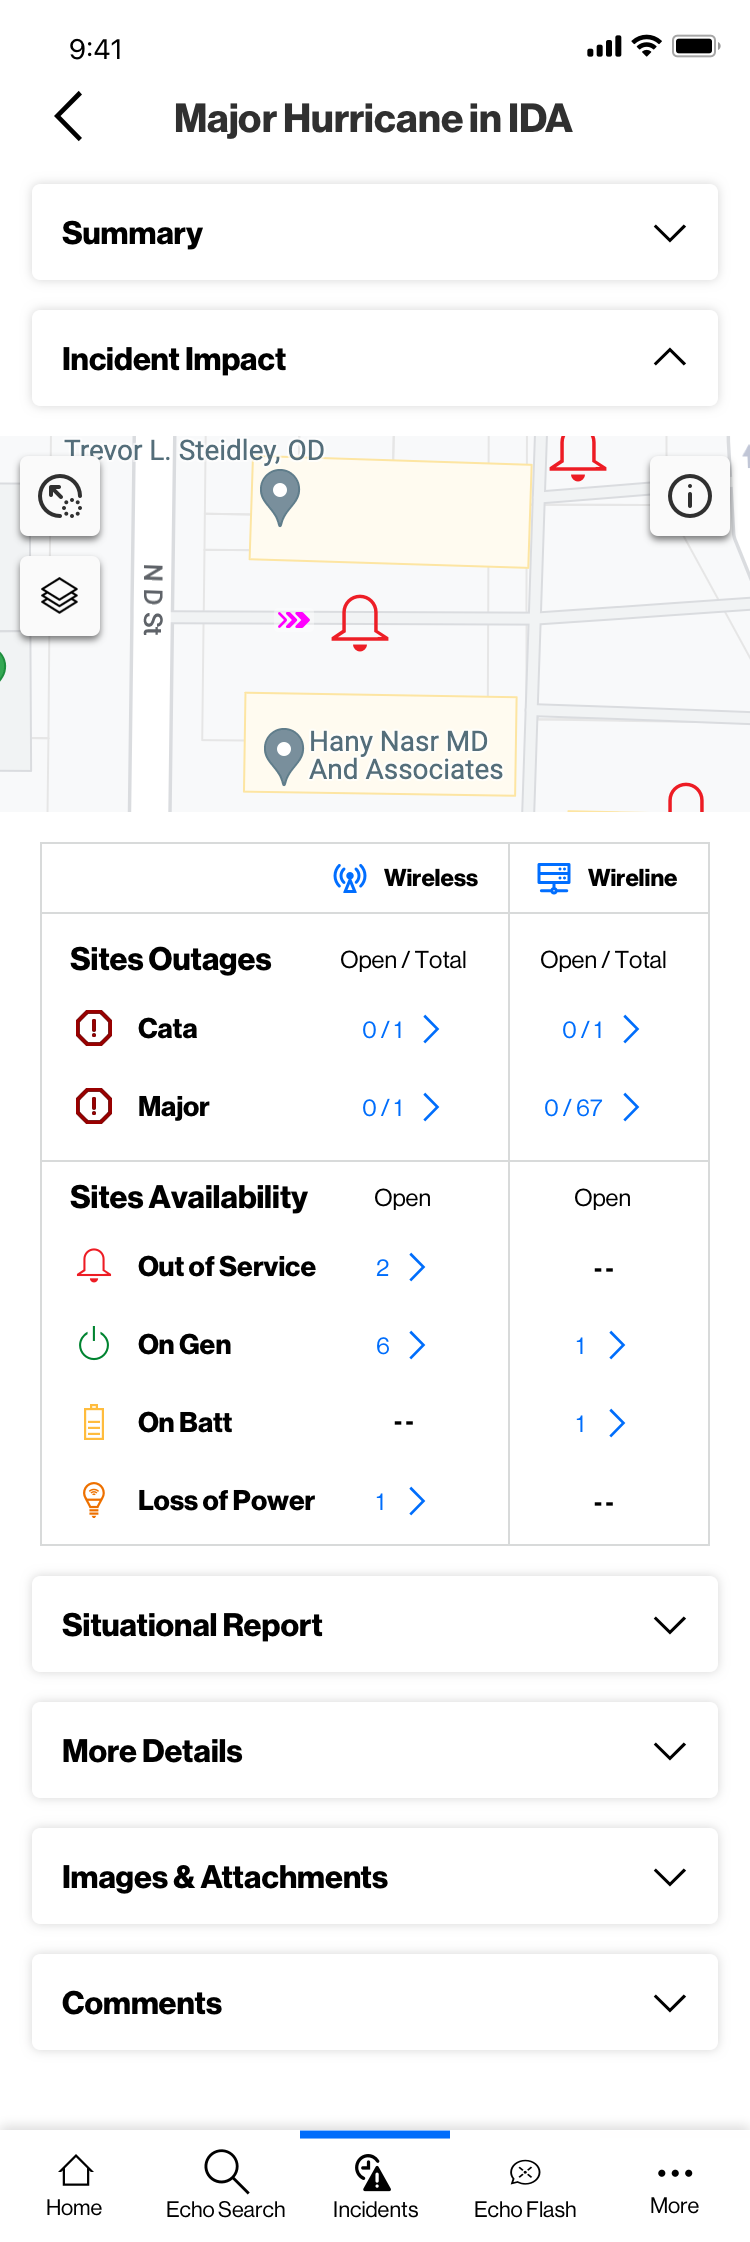 9:41
Major Hurricane in IDA
Summary
Incident Impact
Trevor L. Steidley, OD
N D St
Hany Nasr MD
And Associates
Wireless Wireline
Sites Outages Open / Total Open / Total
Cata 0 / 1 0 / 1
Major 0 / 1 0 / 67
Sites Availability Open Open
Out of Service 2 --
On Gen 6 1
On Batt -- 1
Loss of Power 1 --
Situational Report
More Details
Images & Attachments
Comments
Home Echo Search Incidents Echo Flash More